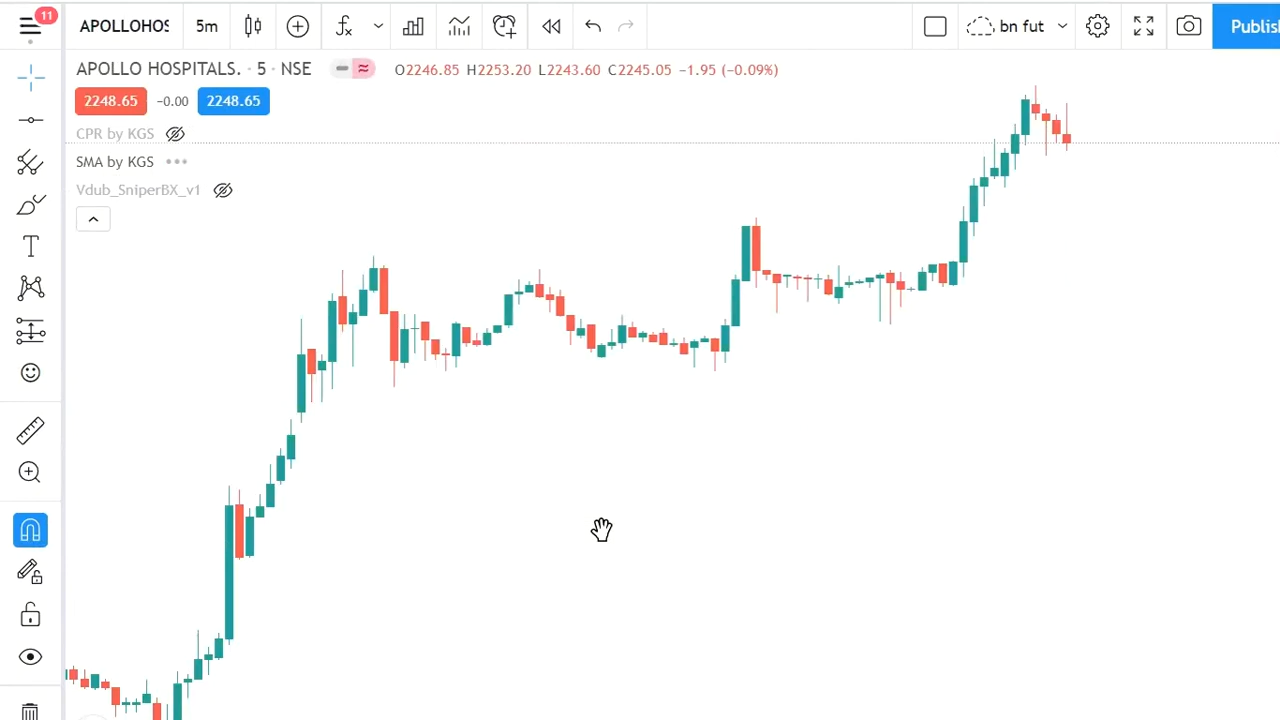 11
APOLLOHOS 5m bn fut Publis
APOLLO HOSPITALS. · 5 · NSE O2246.85 H2253.20 L2243.60 C2245.05 −1.95 (−0.09%)
2248.65 −0.00 2248.65
CPR by KGS
SMA by KGS
Vdub_SniperBX_v1